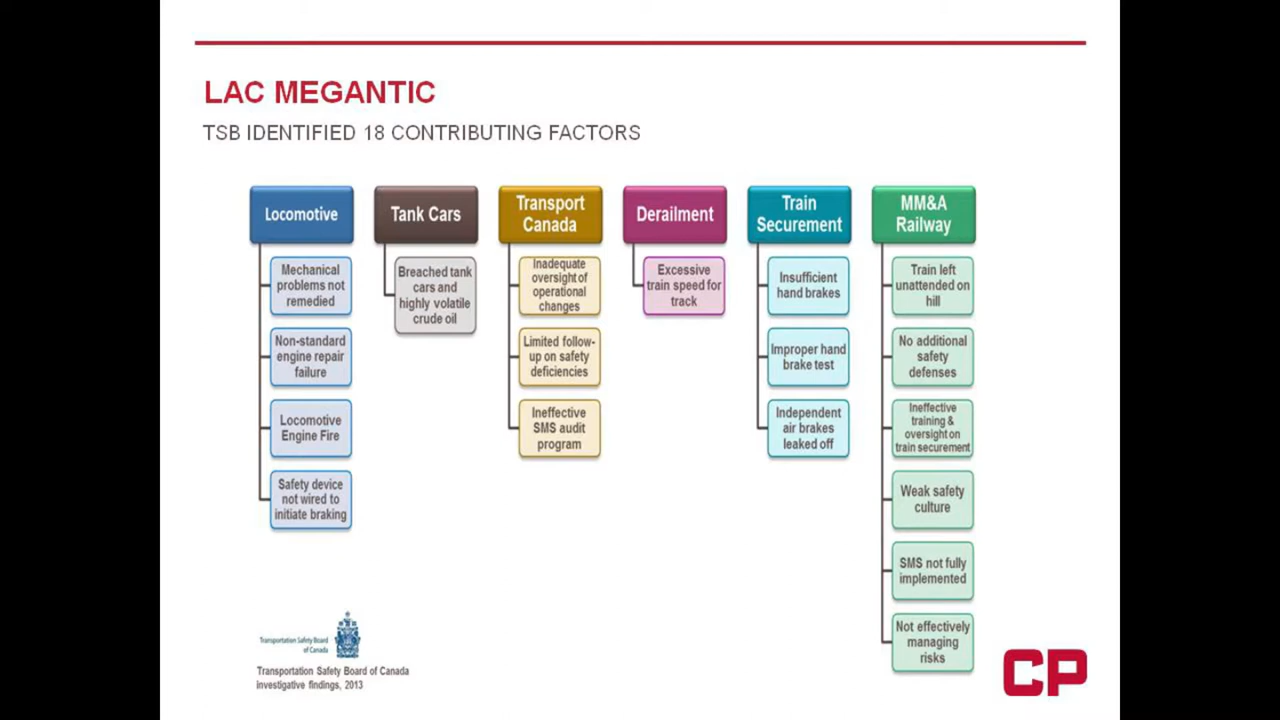 LAC MEGANTIC
TSB IDENTIFIED 18 CONTRIBUTING FACTORS
Locomotive
Mechanical
problems not
remedied
Non-standard
engine repair
failure
Locomotive
Engine Fire
Safety device
not wired to
initiate braking
Tank Cars
Breached tank
cars and
highly volatile
crude oil
Transport
Canada
Inadequate
oversight of
operational
changes
Limited follow-
up on safety
deficiencies
Ineffective
SMS audit
program
Derailment
Excessive
train speed for
track
Train
Securement
Insufficient
hand brakes
Improper hand
brake test
Independent
air brakes
leaked off
MM&A
Railway
Train left
unattended on
hill
No additional
safety
defenses
Ineffective
training &
oversight on
train securement
Weak safety
culture
SMS not fully
implemented
Not effectively
managing
risks
Transportation Safety Board
of Canada
Transportation Safety Board of Canada
investigative findings, 2013
CP